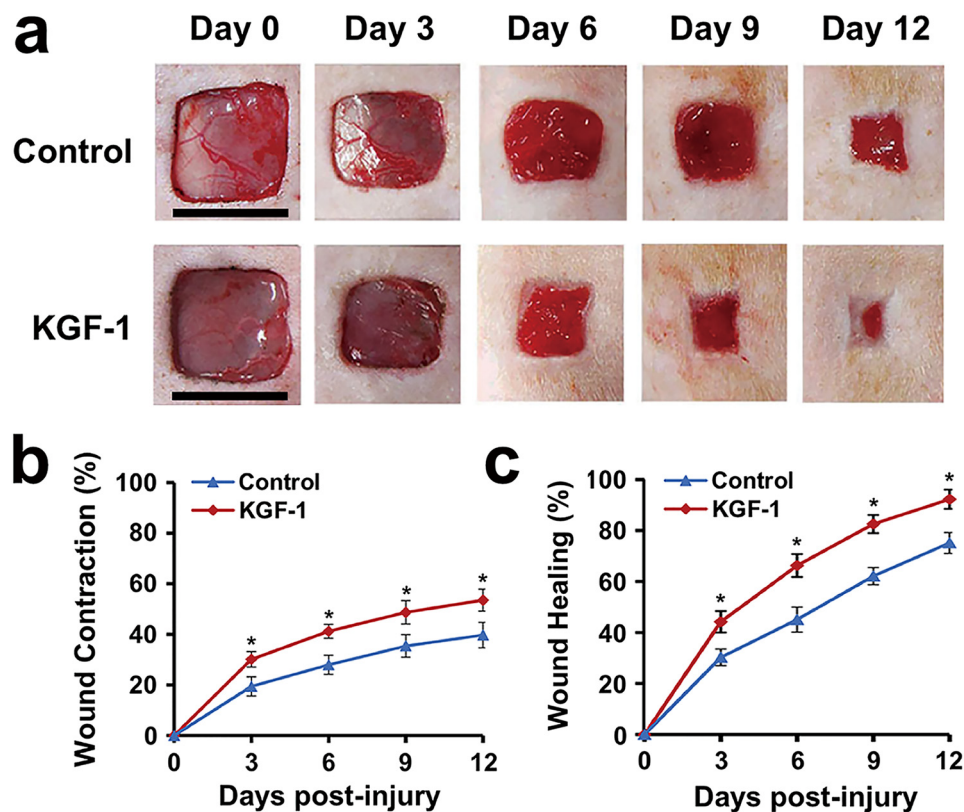 a
Day 0 Day 3 Day 6 Day 9 Day 12
Control
KGF-1
b
Wound Contraction (%)
100
80
60
40
20
0
Control
KGF-1
*
*
*
*
0 3 6 9 12
Days post-injury
c
Wound Healing (%)
100
80
60
40
20
0
Control
KGF-1
*
*
*
*
0 3 6 9 12
Days post-injury